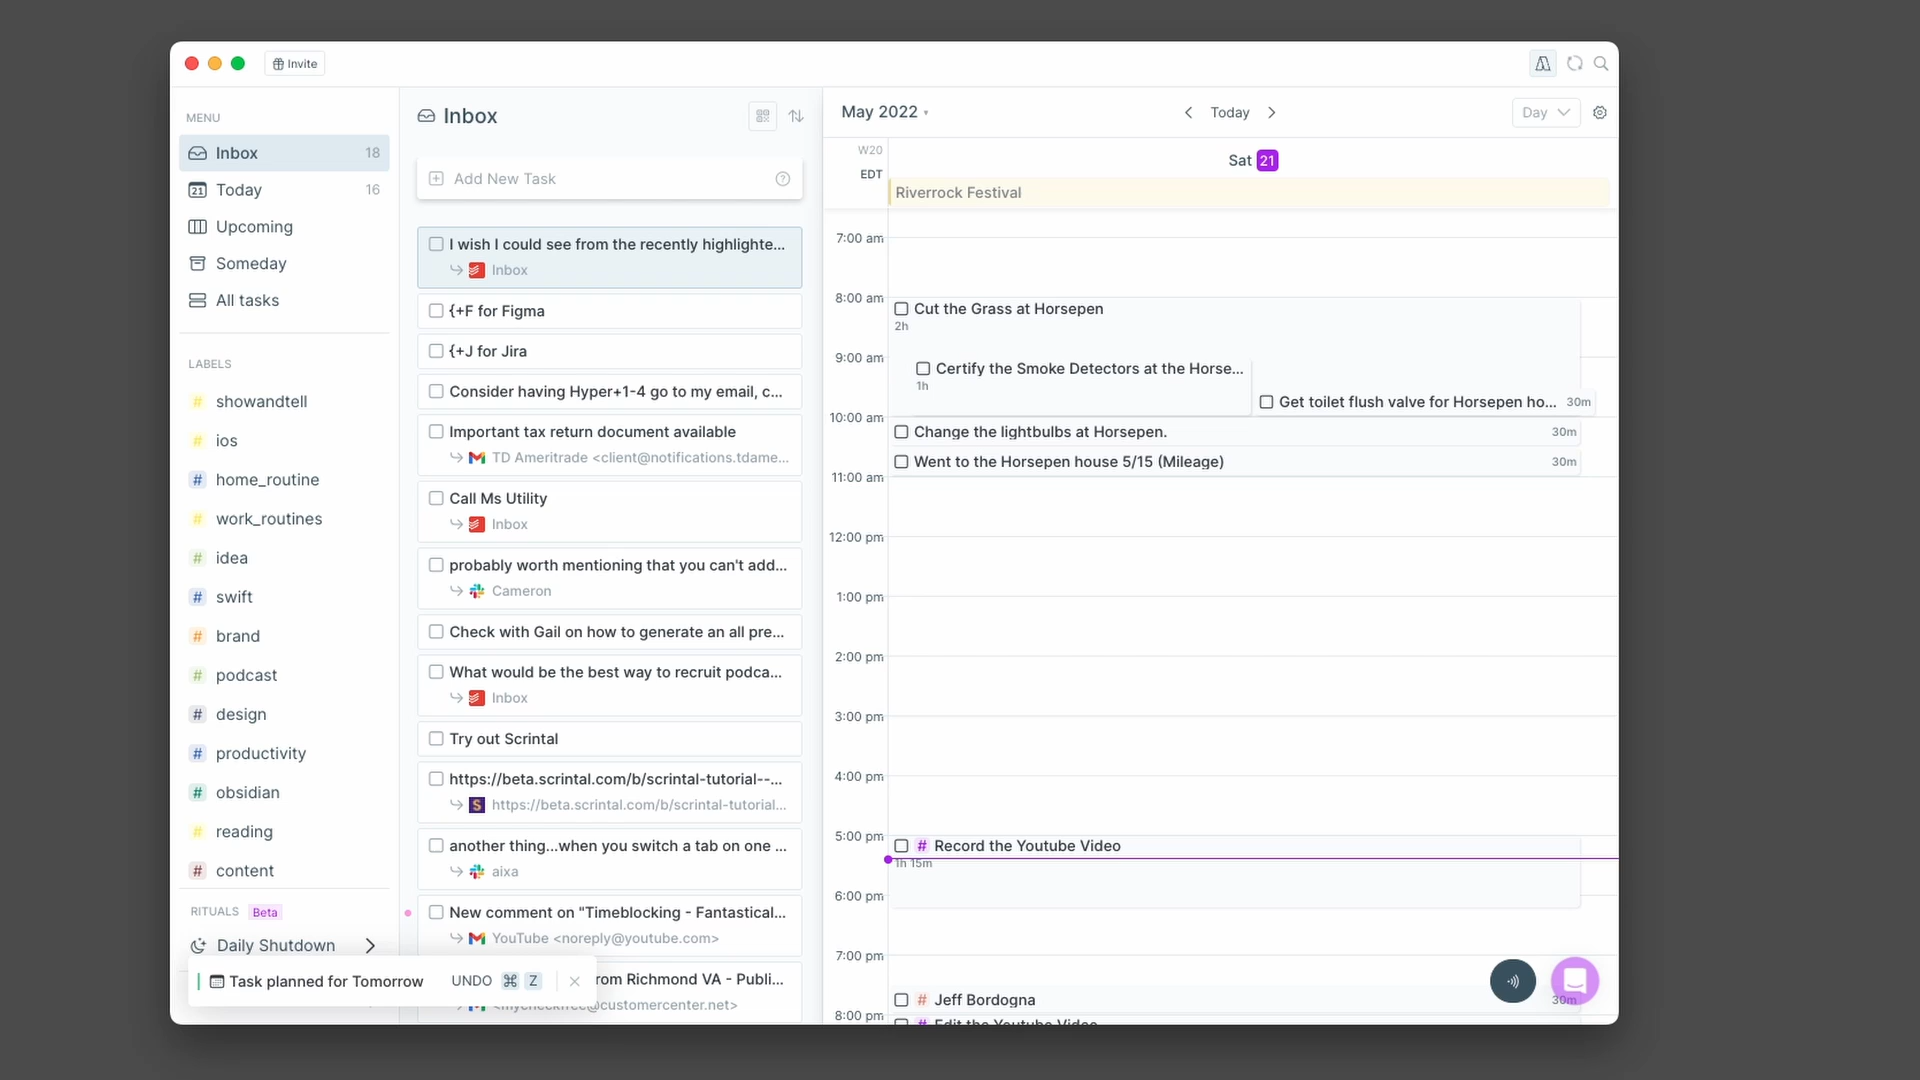 Invite
MENU
Inbox 18
21 Today 16
Upcoming
Someday
All tasks
LABELS
# showandtell
# ios
# home_routine
# work_routines
# idea
# swift
# brand
# podcast
# design
# productivity
# obsidian
# reading
# content
RITUALS Beta
Daily Shutdown
Task planned for Tomorrow UNDO ⌘ Z
Inbox
Add New Task
I wish I could see from the recently highlighte...
Inbox
{+F for Figma
{+J for Jira
Consider having Hyper+1-4 go to my email, c...
Important tax return document available
TD Ameritrade <client@notifications.tdame...
Call Ms Utility
Inbox
probably worth mentioning that you can't add...
Cameron
Check with Gail on how to generate an all pre...
What would be the best way to recruit podca...
Inbox
Try out Scrintal
https://beta.scrintal.com/b/scrintal-tutorial--...
S https://beta.scrintal.com/b/scrintal-tutorial...
another thing...when you switch a tab on one ...
aixa
New comment on "Timeblocking - Fantastical...
YouTube <noreply@youtube.com>
Richmond VA - Publi...
<mycheckfree@customercenter.net>
May 2022
Today
Day
W20
Sat 21
EDT
Riverrock Festival
7:00 am
8:00 am
Cut the Grass at Horsepen
2h
9:00 am
Certify the Smoke Detectors at the Horse...
1h
Get toilet flush valve for Horsepen ho... 30m
10:00 am
Change the lightbulbs at Horsepen. 30m
Went to the Horsepen house 5/15 (Mileage) 30m
11:00 am
12:00 pm
1:00 pm
2:00 pm
3:00 pm
4:00 pm
5:00 pm
# Record the Youtube Video
1h 15m
6:00 pm
7:00 pm
# Jeff Bordogna 30m
8:00 pm
# Edit the Youtube Video